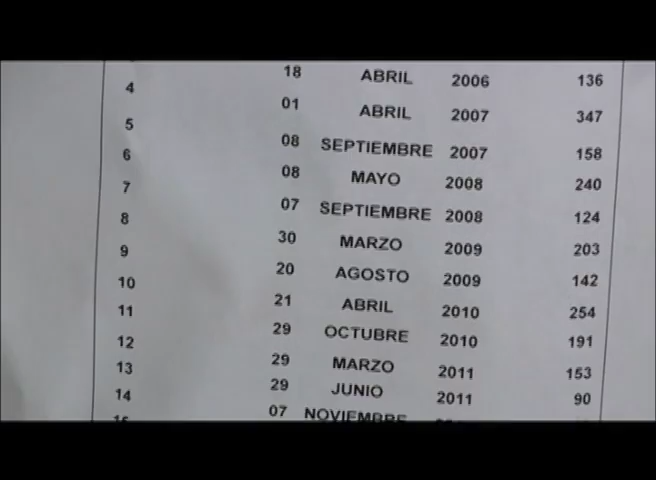 4 18 ABRIL 2006 136
5 01 ABRIL 2007 347
6 08 SEPTIEMBRE 2007 158
7 08 MAYO 2008 240
8 07 SEPTIEMBRE 2008 124
9 30 MARZO 2009 203
10 20 AGOSTO 2009 142
11 21 ABRIL 2010 254
12 29 OCTUBRE 2010 191
13 29 MARZO 2011 153
14 29 JUNIO 2011 90
07 NOVIEMBRE